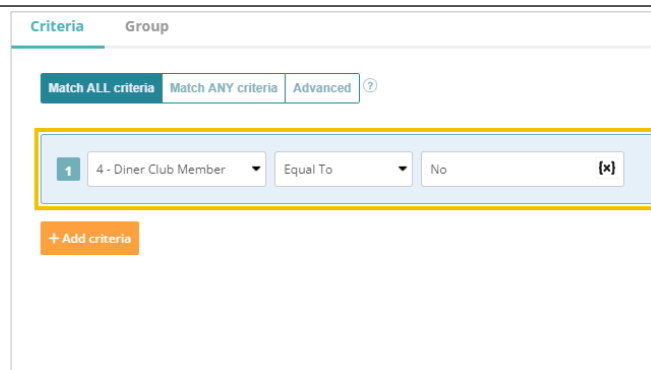 Criteria Group
Match ALL criteria Match ANY criteria Advanced ?
1 4 - Diner Club Member Equal To No {x}
+ Add criteria